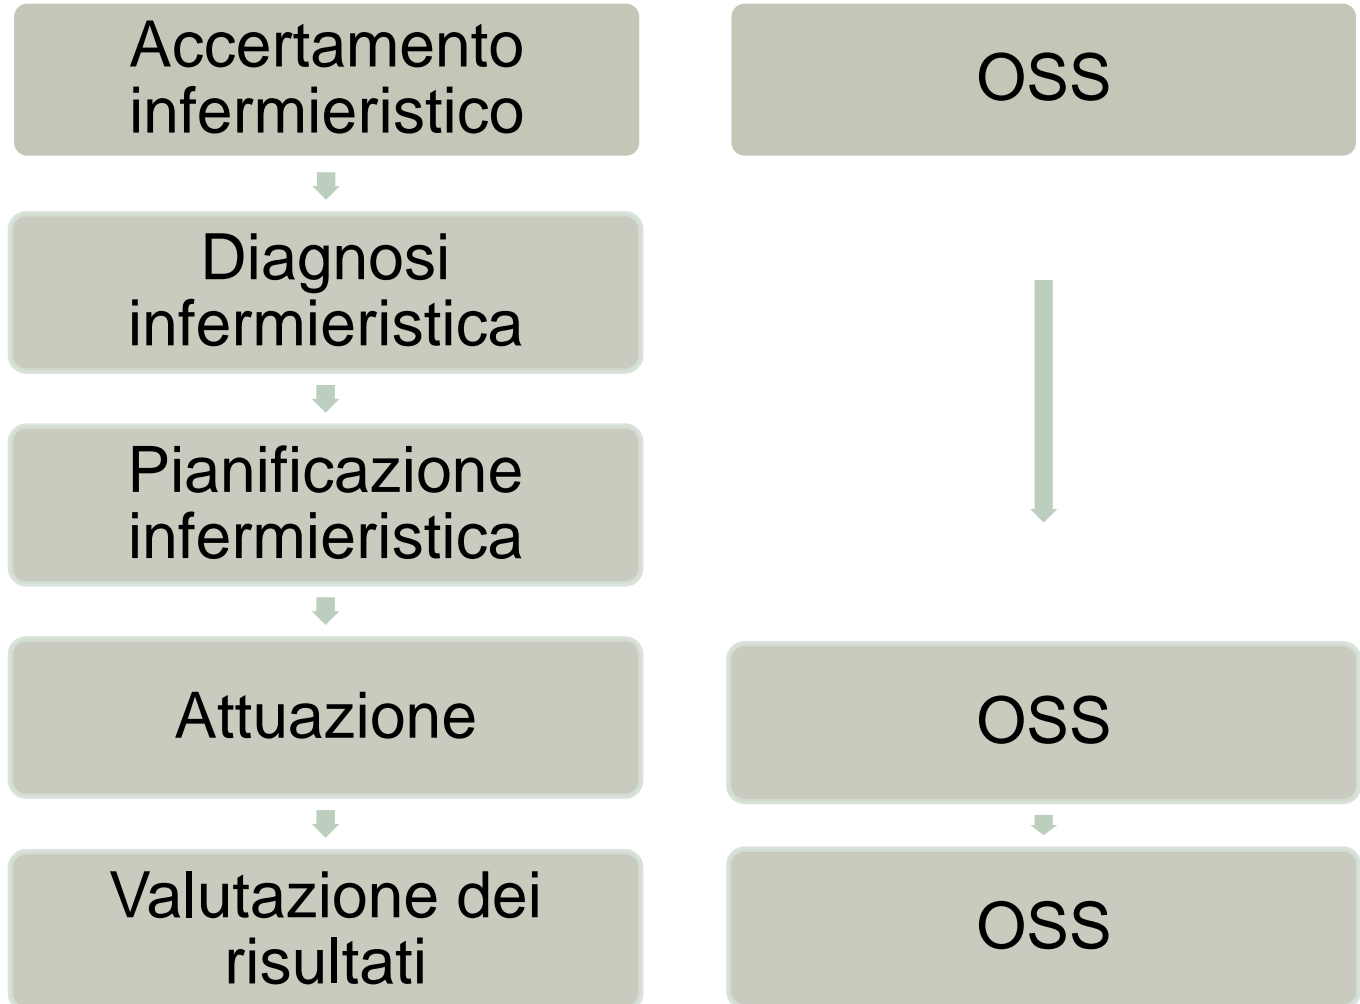 Accertamento
infermieristico
OSS
Diagnosi
infermieristica
Pianificazione
infermieristica
Attuazione
OSS
Valutazione dei
risultati
OSS